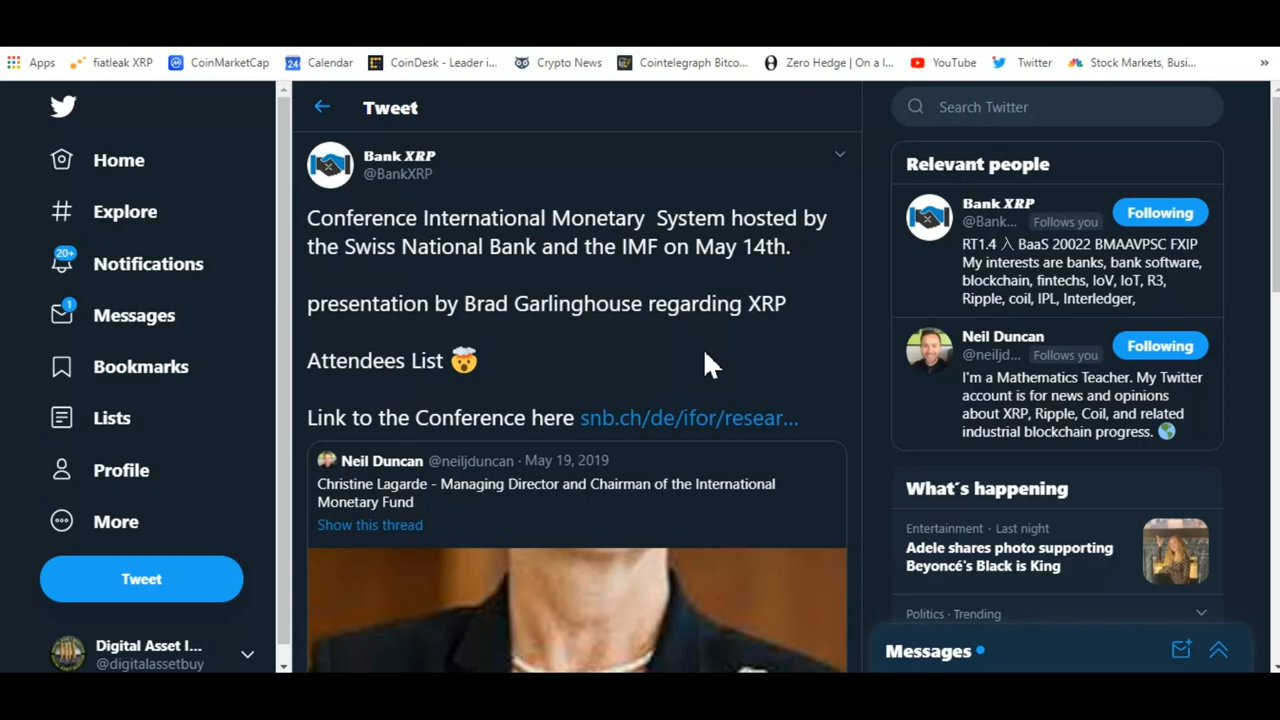 Apps
fiatleak XRP
CoinMarketCap
24
Calendar
CoinDesk - Leader i...
Crypto News
Cointelegraph Bitco...
Zero Hedge | On a l...
YouTube
Twitter
Stock Markets, Busi...
»
Home
Explore
20+
Notifications
1
Messages
Bookmarks
Lists
Profile
More
Tweet
Digital Asset I...
@digitalassetbuy
Tweet
Bank XRP
@BankXRP
Conference International Monetary System hosted by
the Swiss National Bank and the IMF on May 14th.
presentation by Brad Garlinghouse regarding XRP
Attendees List 🤯
Link to the Conference here snb.ch/de/ifor/resear...
Neil Duncan @neiljduncan · May 19, 2019
Christine Lagarde - Managing Director and Chairman of the International
Monetary Fund
Show this thread
Search Twitter
Relevant people
Bank XRP
@Bank... Follows you
Following
RT1.4 ⅄ BaaS 20022 BMAAVPSC FXIP
My interests are banks, bank software,
blockchain, fintechs, IoV, IoT, R3,
Ripple, coil, IPL, Interledger,
Neil Duncan
@neiljd... Follows you
Following
I'm a Mathematics Teacher. My Twitter
account is for news and opinions
about XRP, Ripple, Coil, and related
industrial blockchain progress. 🌎
What´s happening
Entertainment · Last night
Adele shares photo supporting
Beyoncé's Black is King
Politics · Trending
Messages